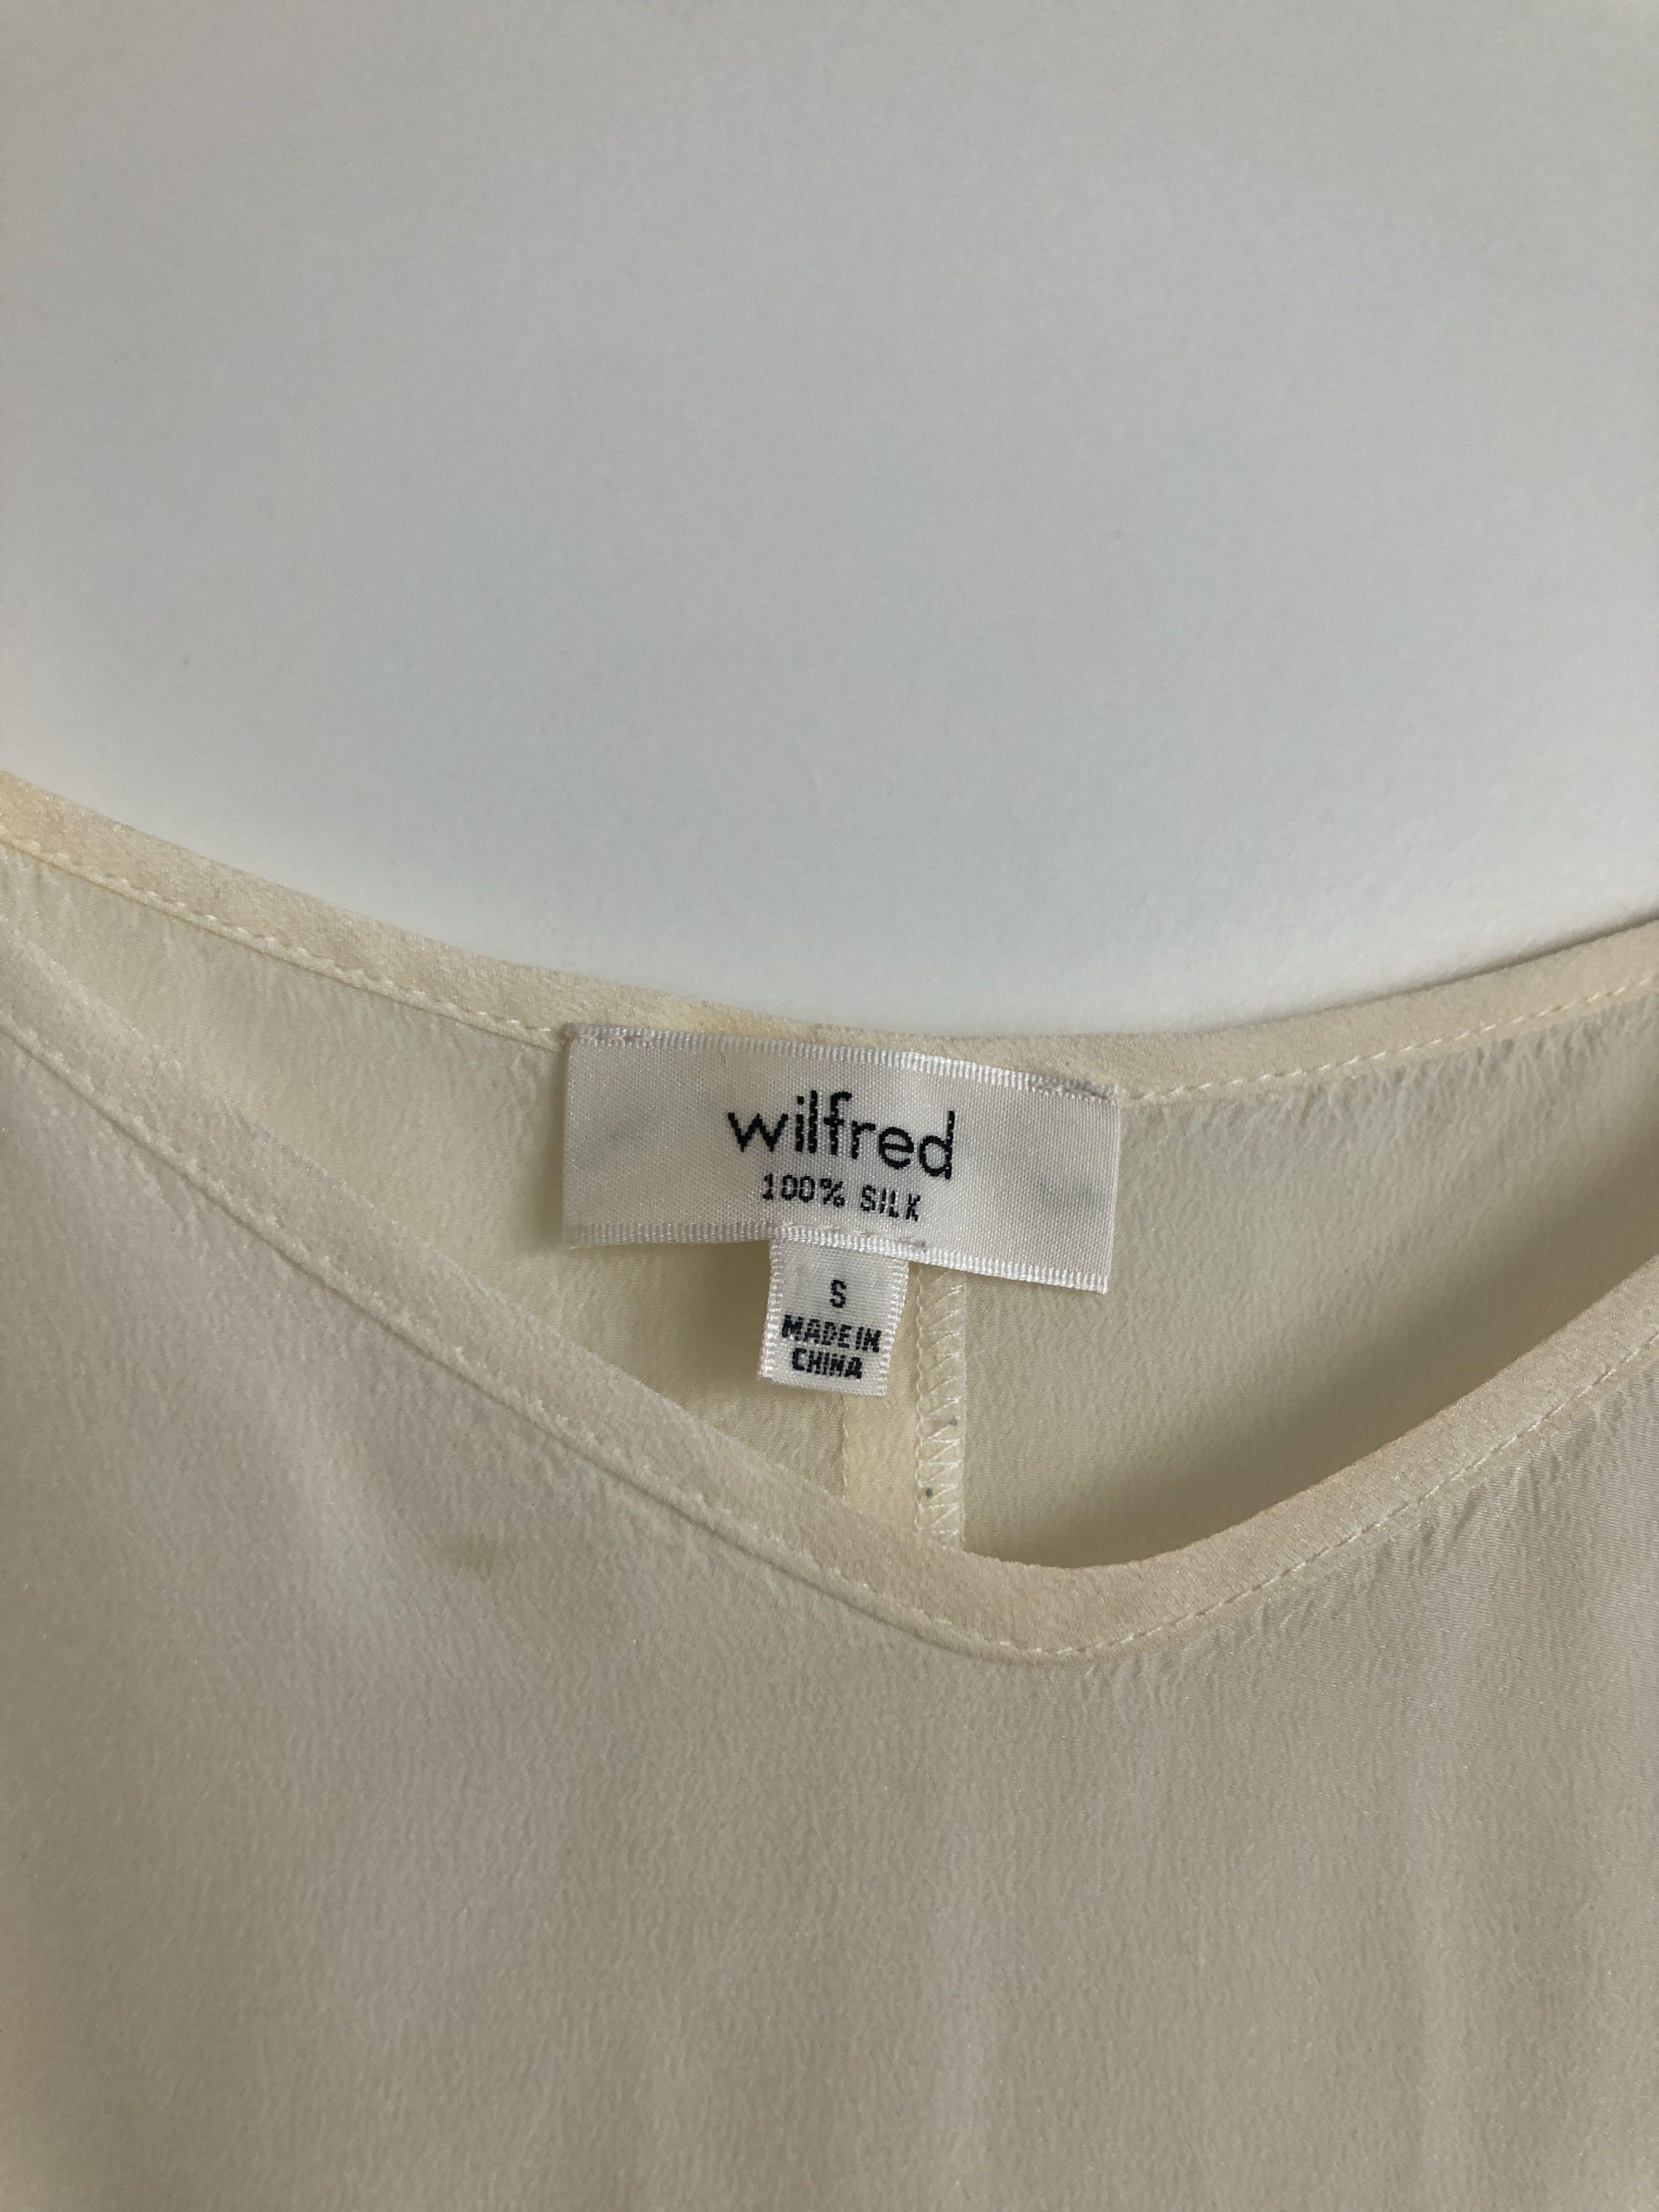 wilfred
100% SILK
S
MADE IN
CHINA